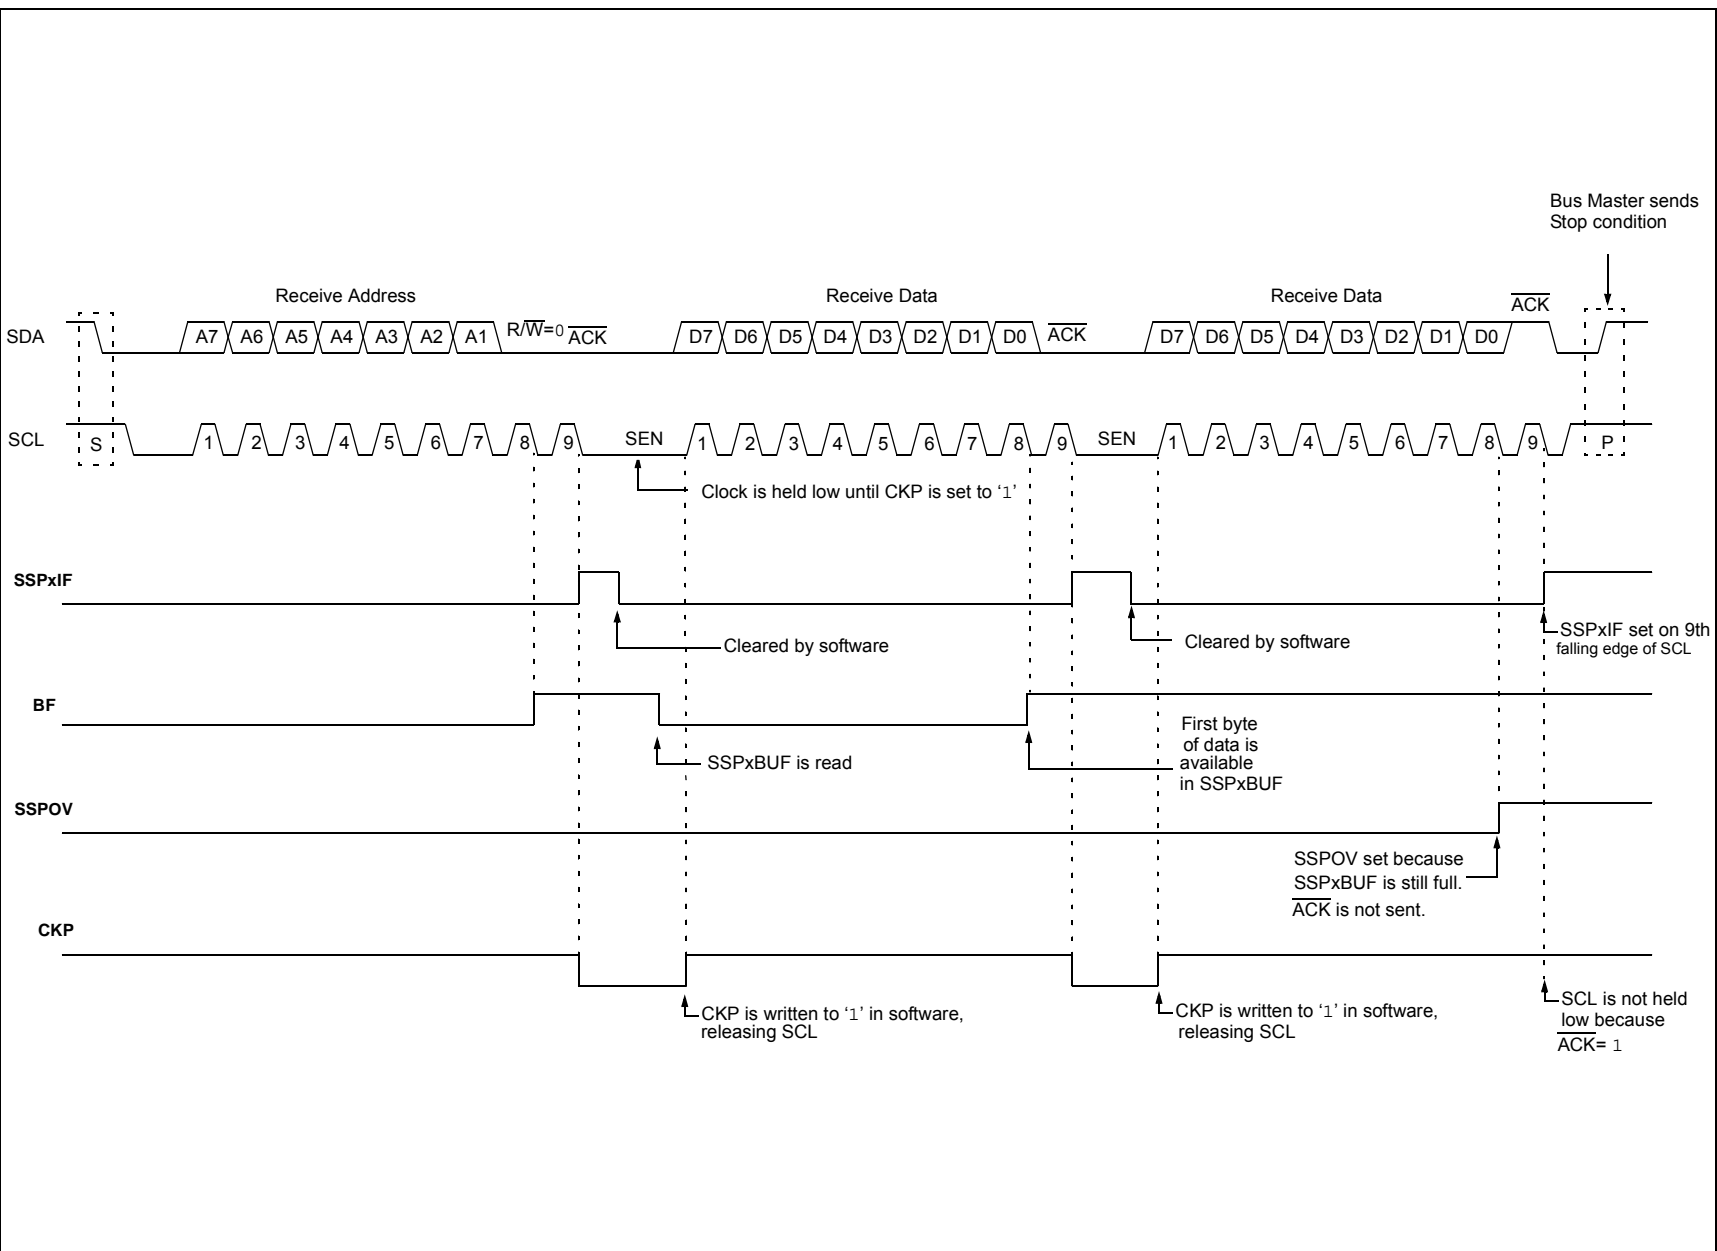 Bus Master sends
Stop condition
Receive Address
Receive Data
Receive Data
ACK
SDA
A7 A6 A5 A4 A3 A2 A1 R/W=0 ACK
D7 D6 D5 D4 D3 D2 D1 D0 ACK
D7 D6 D5 D4 D3 D2 D1 D0
SCL
S
1 2 3 4 5 6 7 8 9 SEN
1 2 3 4 5 6 7 8 9 SEN
1 2 3 4 5 6 7 8 9 P
Clock is held low until CKP is set to ‘1’
SSPxIF
Cleared by software
Cleared by software
SSPxIF set on 9th
falling edge of SCL
BF
SSPxBUF is read
First byte
of data is
available
in SSPxBUF
SSPOV
SSPOV set because
SSPxBUF is still full.
ACK is not sent.
CKP
CKP is written to ‘1’ in software,
releasing SCL
CKP is written to ‘1’ in software,
releasing SCL
SCL is not held
low because
ACK= 1